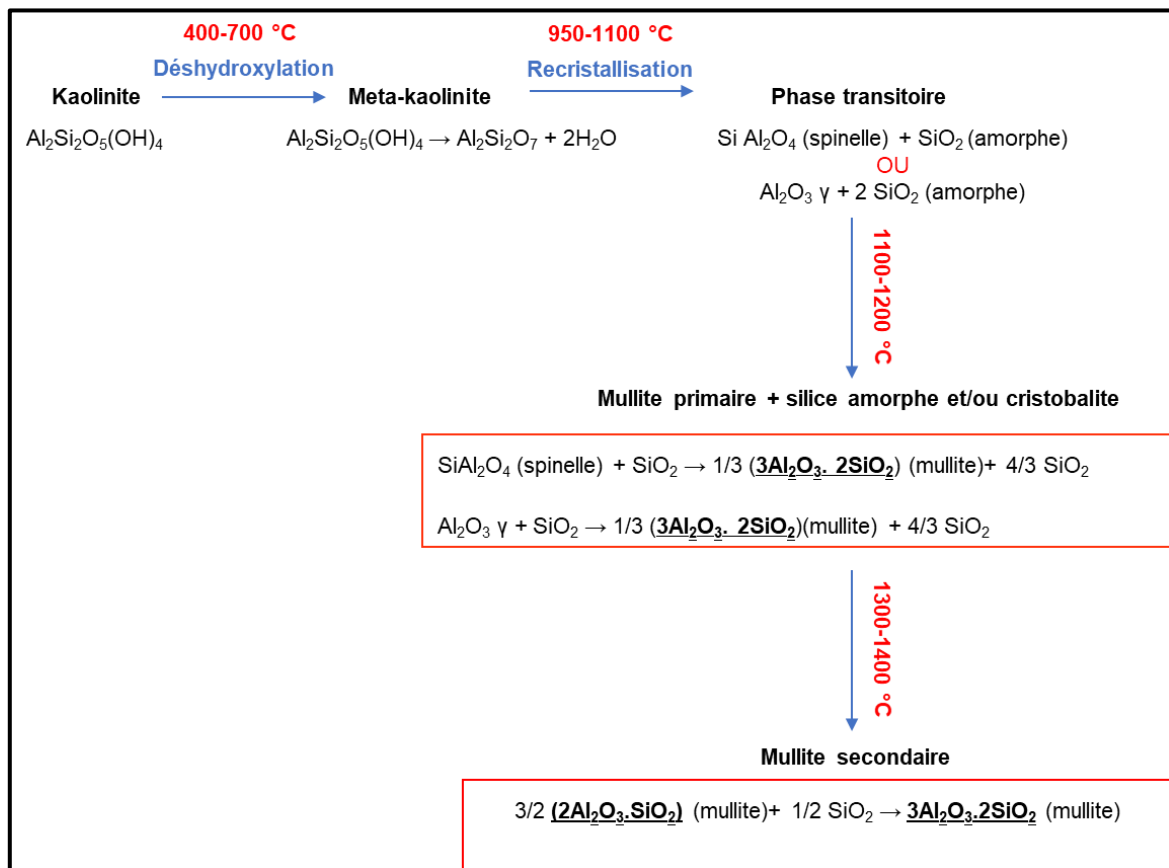 400-700 °C
Déshydroxylation
950-1100 °C
Recristallisation
Kaolinite
Meta-kaolinite
Phase transitoire
Al₂Si₂O₅(OH)₄
Al₂Si₂O₅(OH)₄ → Al₂Si₂O₇ + 2H₂O
Si Al₂O₄ (spinelle) + SiO₂ (amorphe)
OU
Al₂O₃ γ + 2 SiO₂ (amorphe)
1100-1200 °C
Mullite primaire + silice amorphe et/ou cristobalite
SiAl₂O₄ (spinelle) + SiO₂ → 1/3 (3Al₂O₃. 2SiO₂) (mullite)+ 4/3 SiO₂
Al₂O₃ γ + SiO₂ → 1/3 (3Al₂O₃. 2SiO₂)(mullite) + 4/3 SiO₂
1300-1400 °C
Mullite secondaire
3/2 (2Al₂O₃.SiO₂) (mullite)+ 1/2 SiO₂ → 3Al₂O₃.2SiO₂ (mullite)